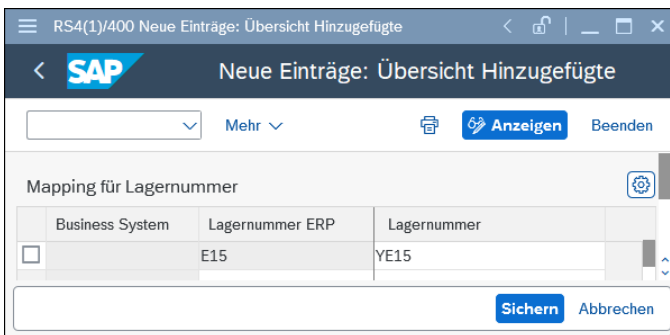 RS4(1)/400 Neue Einträge: Übersicht Hinzugefügte
SAP Neue Einträge: Übersicht Hinzugefügte
Mehr Anzeigen Beenden
Mapping für Lagernummer
Business System Lagernummer ERP Lagernummer
E15 YE15
Sichern Abbrechen